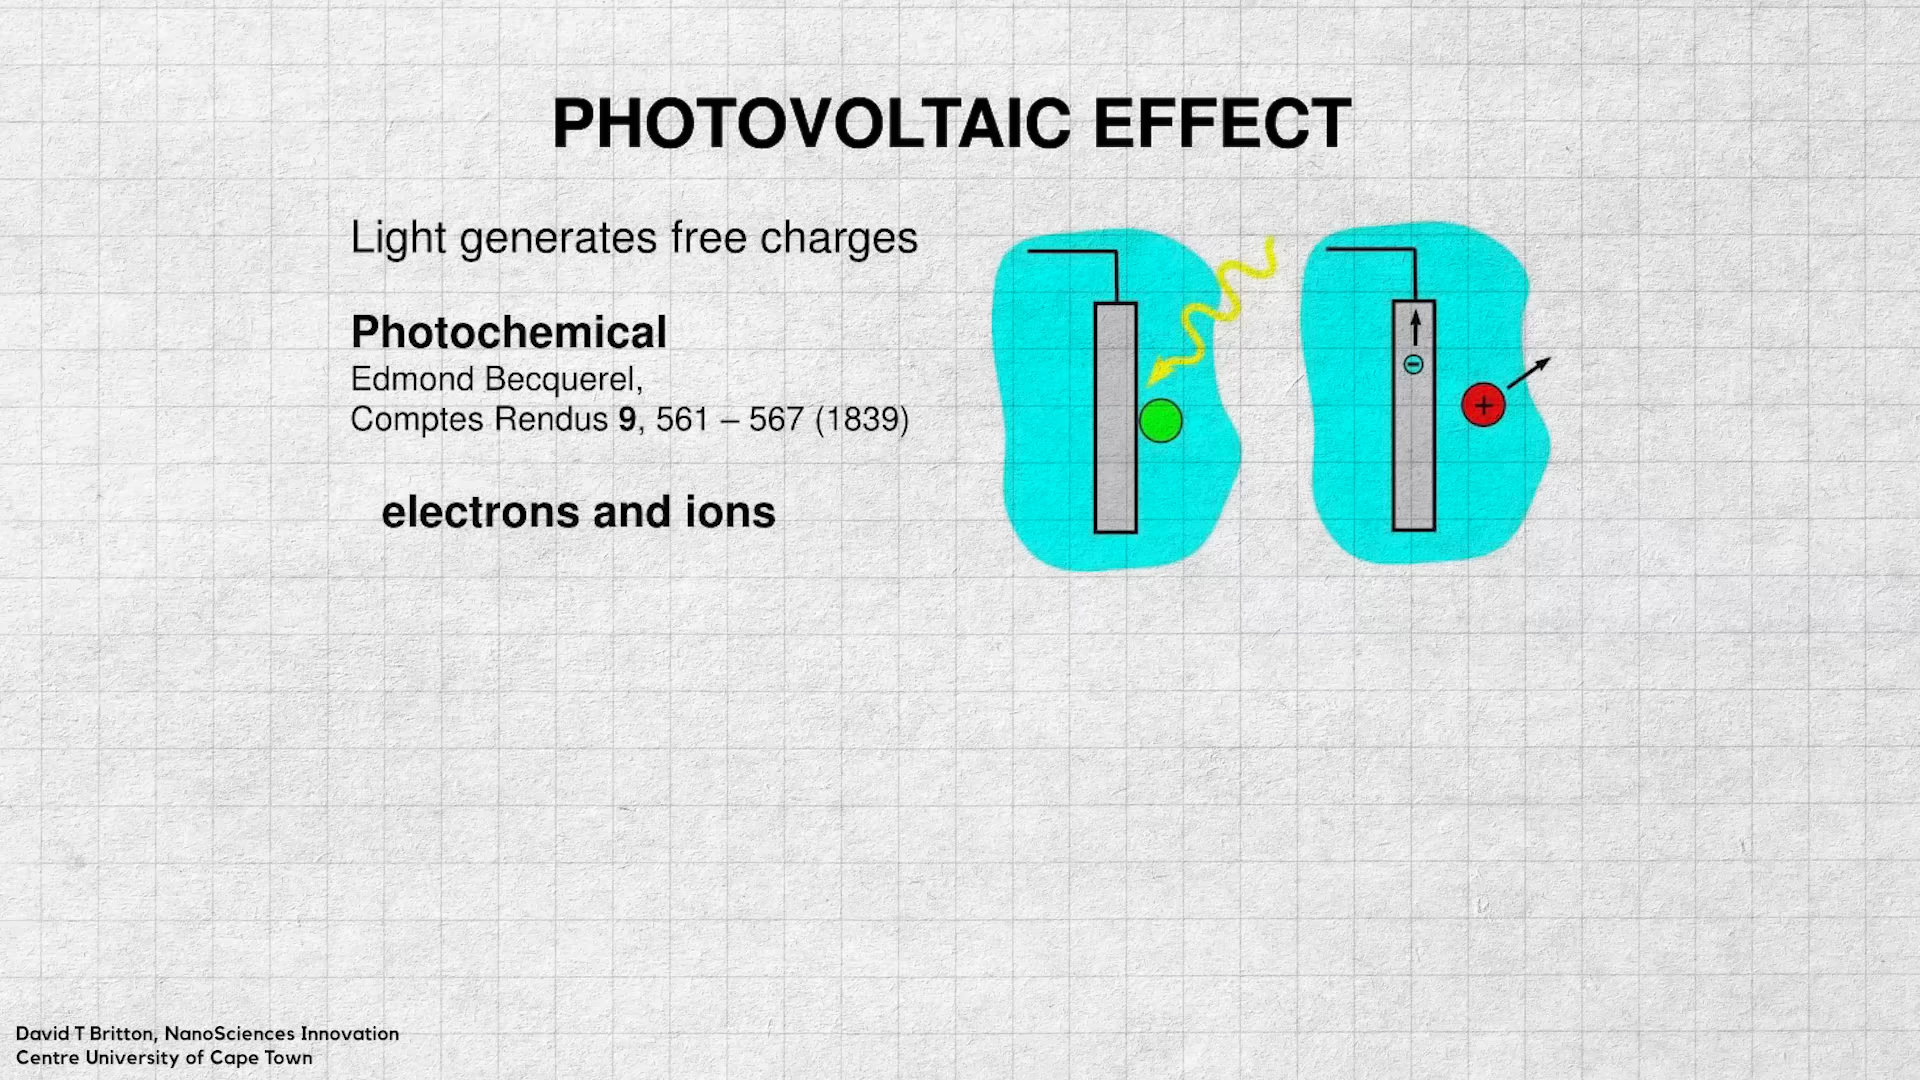 PHOTOVOLTAIC EFFECT
Light generates free charges
Photochemical
Edmond Becquerel,
Comptes Rendus 9, 561 – 567 (1839)
electrons and ions
−
+
David T Britton, NanoSciences Innovation
Centre University of Cape Town